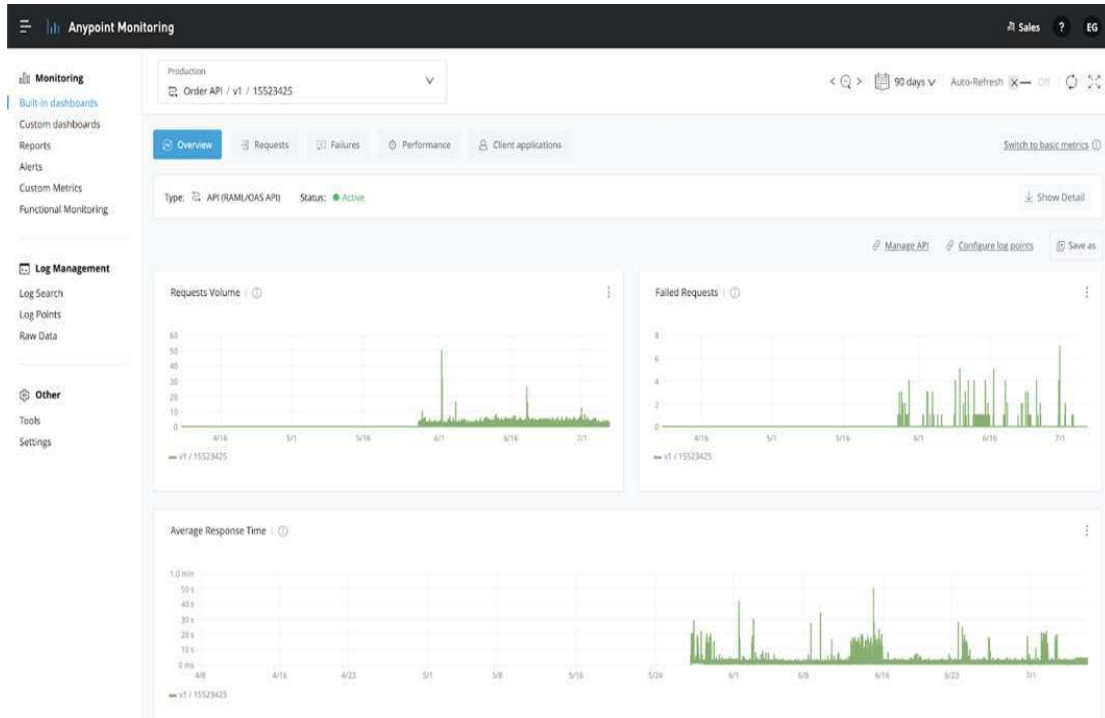 Anypoint Monitoring
Sales ? EG
Monitoring
Built-in dashboards
Custom dashboards
Reports
Alerts
Custom Metrics
Functional Monitoring
Log Management
Log Search
Log Points
Raw Data
Other
Tools
Settings
Production
Order API / v1 / 15523425
90 days
Auto-Refresh
Off
Overview
Requests
Failures
Performance
Client applications
Switch to basic metrics
Type: API (RAML/OAS API) Status: Active
Show Detail
Manage API
Configure log points
Save as
Requests Volume
60
50
40
30
20
10
0
4/16 5/1 5/16 6/1 6/16 7/1
v1 / 15523425
Failed Requests
8
6
4
2
0
4/16 5/1 5/16 6/1 6/16 7/1
v1 / 15523425
Average Response Time
1.0 min
50 s
40 s
30 s
20 s
10 s
0 ms
4/8 4/16 4/23 5/1 5/8 5/16 5/24 6/1 6/8 6/16 6/23 7/1
v1 / 15523425